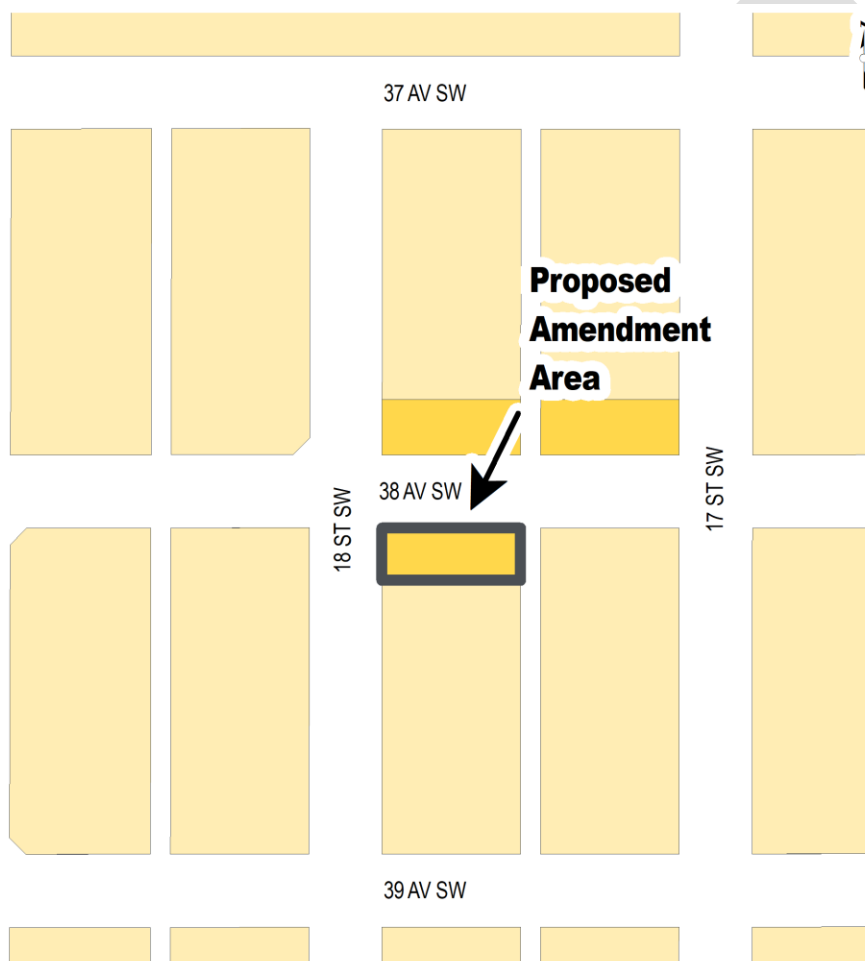 37 AV SW
Proposed
Amendment
Area
38 AV SW
18 ST SW
17 ST SW
39 AV SW